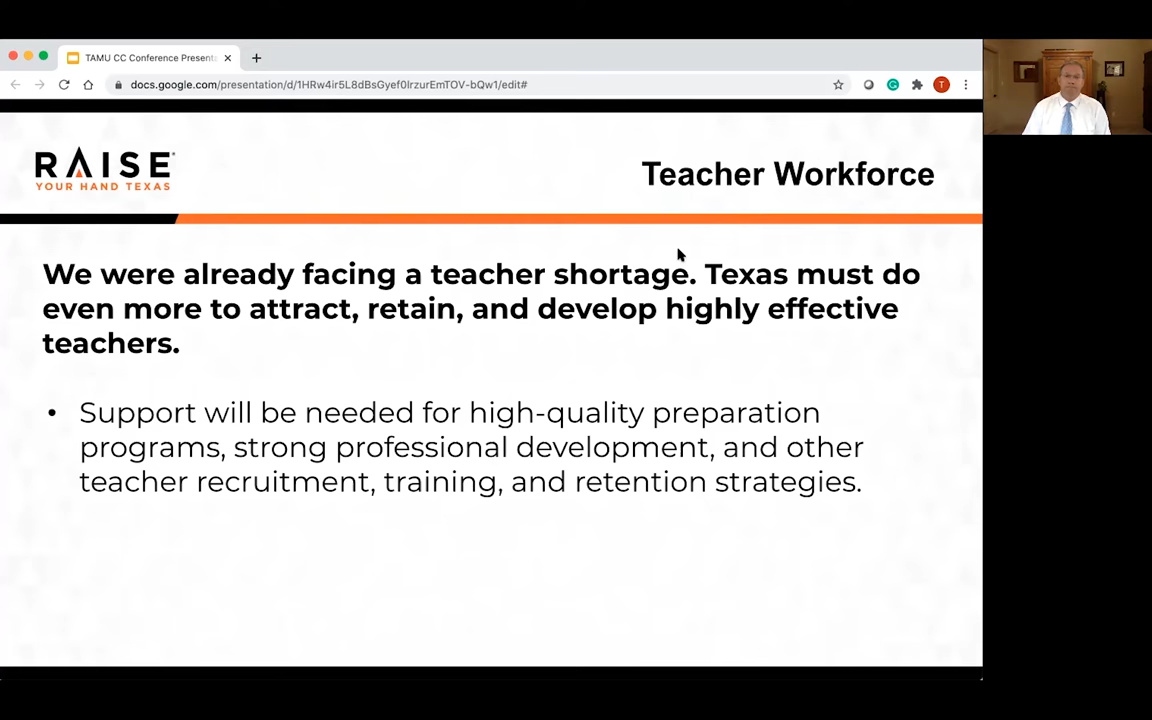 TAMU CC Conference Presenta
docs.google.com/presentation/d/1HRw4ir5L8dBsGyef0IrzurEmTOV-bQw1/edit#
T
RAISE
YOUR HAND TEXAS
Teacher Workforce
We were already facing a teacher shortage. Texas must do
even more to attract, retain, and develop highly effective
teachers.
• Support will be needed for high-quality preparation
programs, strong professional development, and other
teacher recruitment, training, and retention strategies.